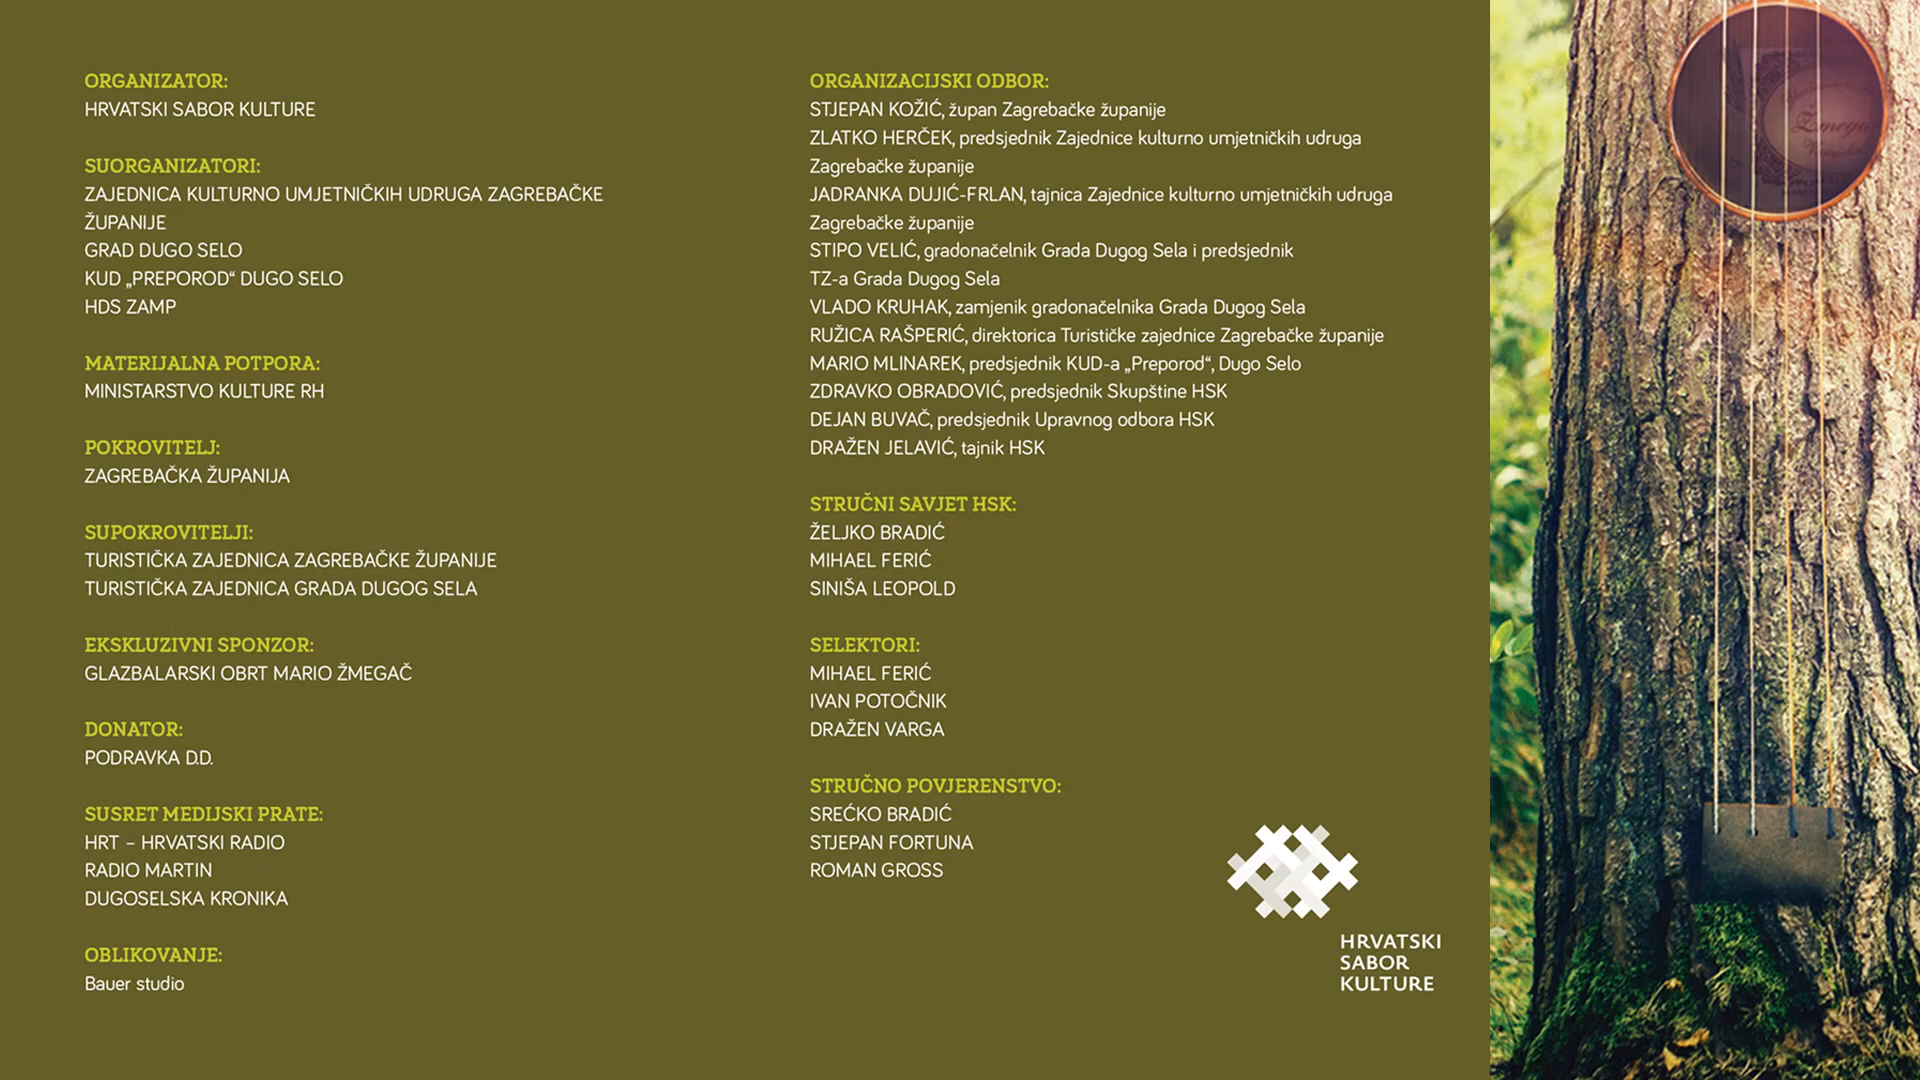 ORGANIZATOR:
HRVATSKI SABOR KULTURE
SUORGANIZATORI:
ZAJEDNICA KULTURNO UMJETNIČKIH UDRUGA ZAGREBAČKE
ŽUPANIJE
GRAD DUGO SELO
KUD „PREPOROD“ DUGO SELO
HDS ZAMP
MATERIJALNA POTPORA:
MINISTARSTVO KULTURE RH
POKROVITELJ:
ZAGREBAČKA ŽUPANIJA
SUPOKROVITELJI:
TURISTIČKA ZAJEDNICA ZAGREBAČKE ŽUPANIJE
TURISTIČKA ZAJEDNICA GRADA DUGOG SELA
EKSKLUZIVNI SPONZOR:
GLAZBALARSKI OBRT MARIO ŽMEGAČ
DONATOR:
PODRAVKA D.D.
SUSRET MEDIJSKI PRATE:
HRT – HRVATSKI RADIO
RADIO MARTIN
DUGOSELSKA KRONIKA
OBLIKOVANJE:
Bauer studio
ORGANIZACIJSKI ODBOR:
STJEPAN KOŽIĆ, župan Zagrebačke županije
ZLATKO HERČEK, predsjednik Zajednice kulturno umjetničkih udruga
Zagrebačke županije
JADRANKA DUJIĆ-FRLAN, tajnica Zajednice kulturno umjetničkih udruga
Zagrebačke županije
STIPO VELIĆ, gradonačelnik Grada Dugog Sela i predsjednik
TZ-a Grada Dugog Sela
VLADO KRUHAK, zamjenik gradonačelnika Grada Dugog Sela
RUŽICA RAŠPERIĆ, direktorica Turističke zajednice Zagrebačke županije
MARIO MLINAREK, predsjednik KUD-a „Preporod“, Dugo Selo
ZDRAVKO OBRADOVIĆ, predsjednik Skupštine HSK
DEJAN BUVAČ, predsjednik Upravnog odbora HSK
DRAŽEN JELAVIĆ, tajnik HSK
STRUČNI SAVJET HSK:
ŽELJKO BRADIĆ
MIHAEL FERIĆ
SINIŠA LEOPOLD
SELEKTORI:
MIHAEL FERIĆ
IVAN POTOČNIK
DRAŽEN VARGA
STRUČNO POVJERENSTVO:
SREĆKO BRADIĆ
STJEPAN FORTUNA
ROMAN GROSS
HRVATSKI
SABOR
KULTURE